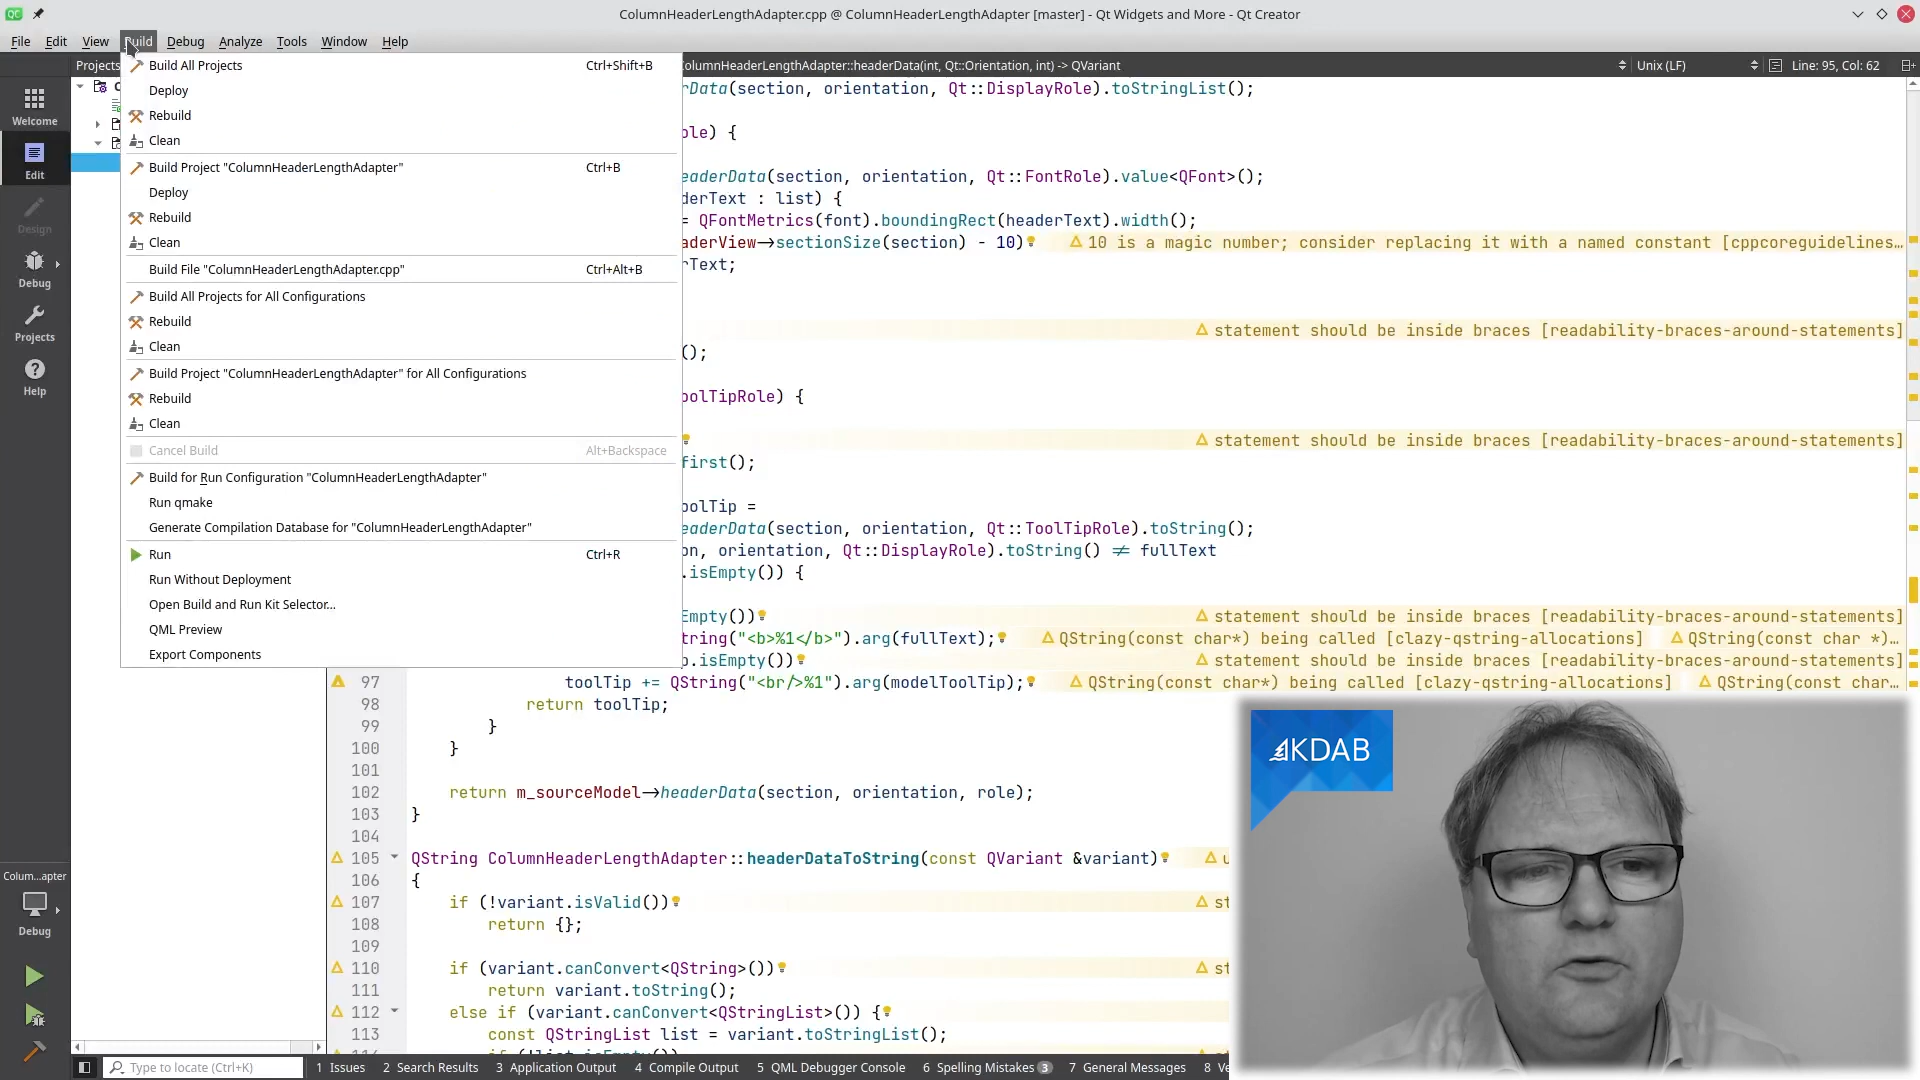 ColumnHeaderLengthAdapter.cpp @ ColumnHeaderLengthAdapter [master] - Qt Widgets and More - Qt Creator
File Edit View Build Debug Analyze Tools Window Help
Projects
ColumnHeaderLengthAdapter::headerData(int, Qt::Orientation, int) -> QVariant
Unix (LF)
Line: 95, Col: 62
Welcome
Edit
Design
Debug
Projects
Help
Build All Projects Ctrl+Shift+B
Deploy
Rebuild
Clean
Build Project "ColumnHeaderLengthAdapter" Ctrl+B
Deploy
Rebuild
Clean
Build File "ColumnHeaderLengthAdapter.cpp" Ctrl+Alt+B
Build All Projects for All Configurations
Rebuild
Clean
Build Project "ColumnHeaderLengthAdapter" for All Configurations
Rebuild
Clean
Cancel Build Alt+Backspace
Build for Run Configuration "ColumnHeaderLengthAdapter"
Run qmake
Generate Compilation Database for "ColumnHeaderLengthAdapter"
Run Ctrl+R
Run Without Deployment
Open Build and Run Kit Selector...
QML Preview
Export Components
rData(section, orientation, Qt::DisplayRole).toStringList();
ole) {
eaderData(section, orientation, Qt::FontRole).value<QFont>();
derText : list) {
= QFontMetrics(font).boundingRect(headerText).width();
aderView->sectionSize(section) - 10) 10 is a magic number; consider replacing it with a named constant [cppcoreguidelines…
rText;
statement should be inside braces [readability-braces-around-statements]
();
oolTipRole) {
statement should be inside braces [readability-braces-around-statements]
first();
oolTip =
eaderData(section, orientation, Qt::ToolTipRole).toString();
on, orientation, Qt::DisplayRole).toString() ≠ fullText
.isEmpty()) {
Empty()) statement should be inside braces [readability-braces-around-statements]
tring("<b>%1</b>").arg(fullText); QString(const char*) being called [clazy-qstring-allocations] QString(const char *)…
p.isEmpty()) statement should be inside braces [readability-braces-around-statements]
97 toolTip += QString("<br/>%1").arg(modelToolTip); QString(const char*) being called [clazy-qstring-allocations] QString(const char…
98 return toolTip;
99 }
100 }
101
102 return m_sourceModel->headerData(section, orientation, role);
103 }
104
105 QString ColumnHeaderLengthAdapter::headerDataToString(const QVariant &variant) u
106 {
107 if (!variant.isValid()) st
108 return {};
109
110 if (variant.canConvert<QString>()) st
111 return variant.toString();
112 else if (variant.canConvert<QStringList>()) {
113 const QStringList list = variant.toStringList();
KDAB
Colum…apter
Debug
Type to locate (Ctrl+K)
1 Issues 2 Search Results 3 Application Output 4 Compile Output 5 QML Debugger Console 6 Spelling Mistakes 3 7 General Messages 8 Ve